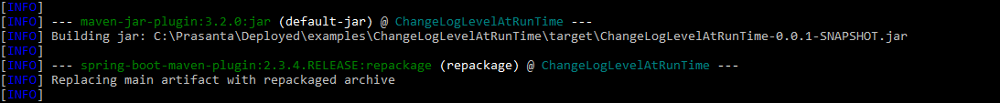 [INFO]
[INFO] --- maven-jar-plugin:3.2.0:jar (default-jar) @ ChangeLogLevelAtRunTime ---
[INFO] Building jar: C:\Prasanta\Deployed\examples\ChangeLogLevelAtRunTime\target\ChangeLogLevelAtRunTime-0.0.1-SNAPSHOT.jar
[INFO]
[INFO] --- spring-boot-maven-plugin:2.3.4.RELEASE:repackage (repackage) @ ChangeLogLevelAtRunTime ---
[INFO] Replacing main artifact with repackaged archive
[INFO]